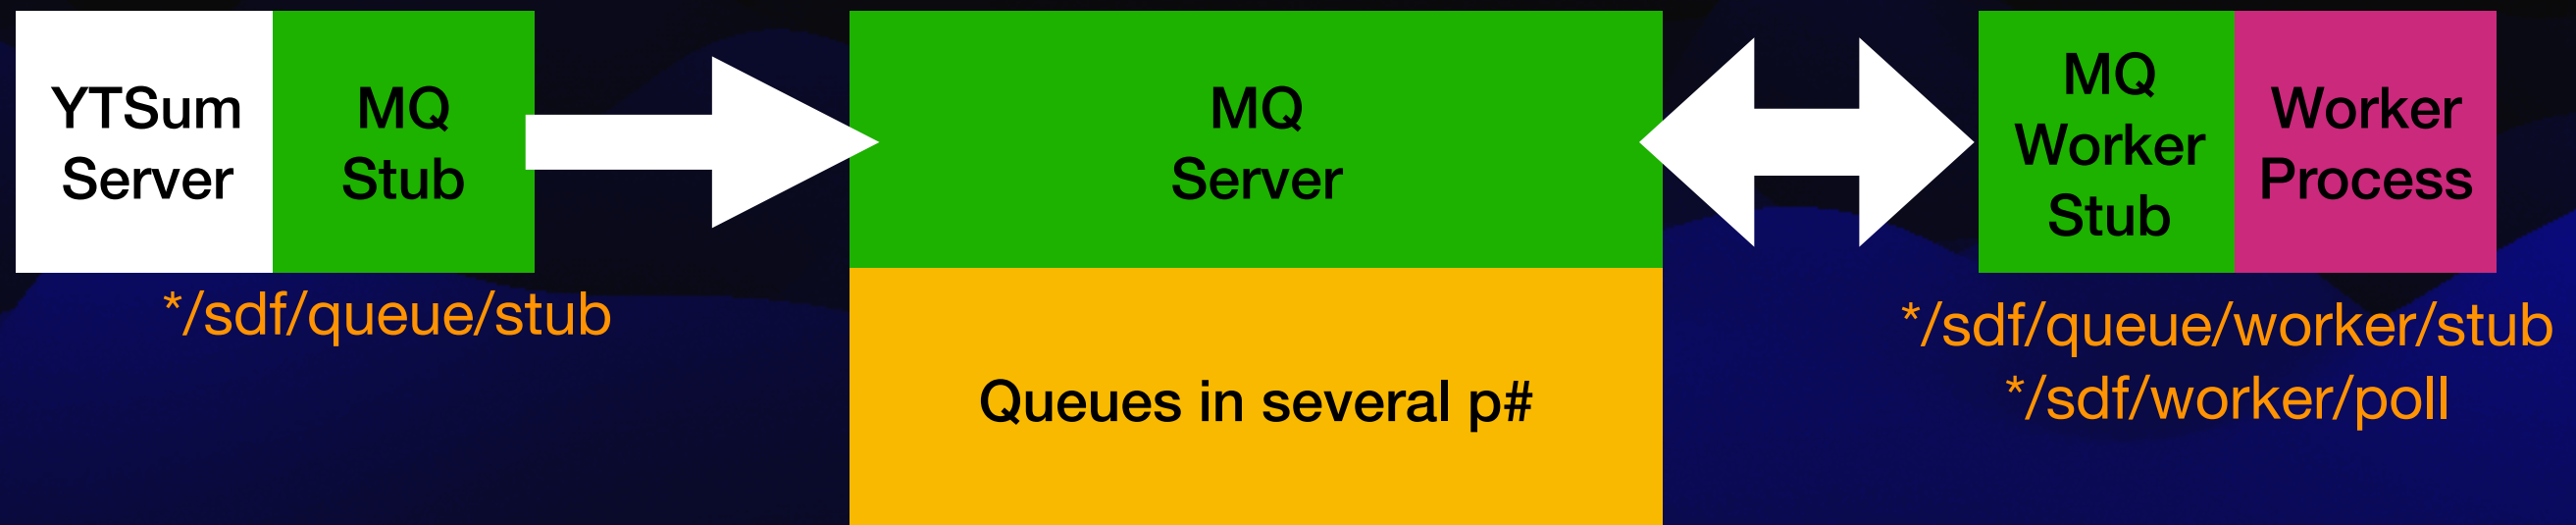 YTSum
Server
MQ
Stub
*/sdf/queue/stub
MQ
Server
Queues in several p#
MQ
Worker
Stub
Worker
Process
*/sdf/queue/worker/stub
*/sdf/worker/poll